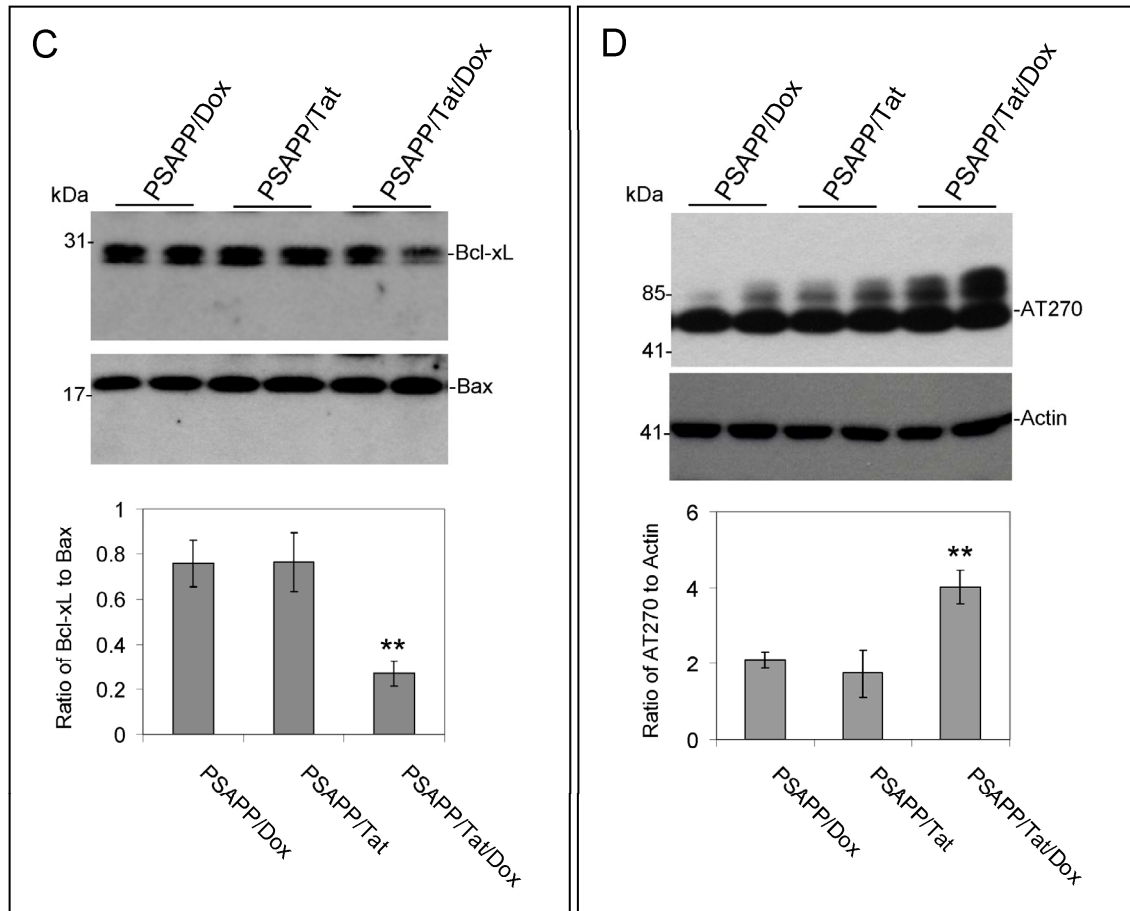 C
PSAPP/Dox
PSAPP/Tat
PSAPP/Tat/Dox
kDa
31-
-Bcl-xL
17-
-Bax
Ratio of Bcl-xL to Bax
1
0.8
0.6
0.4
0.2
0
**
PSAPP/Dox
PSAPP/Tat
PSAPP/Tat/Dox
D
PSAPP/Dox
PSAPP/Tat
PSAPP/Tat/Dox
kDa
85-
-AT270
41-
-Actin
41-
Ratio of AT270 to Actin
6
4
2
0
**
PSAPP/Dox
PSAPP/Tat
PSAPP/Tat/Dox